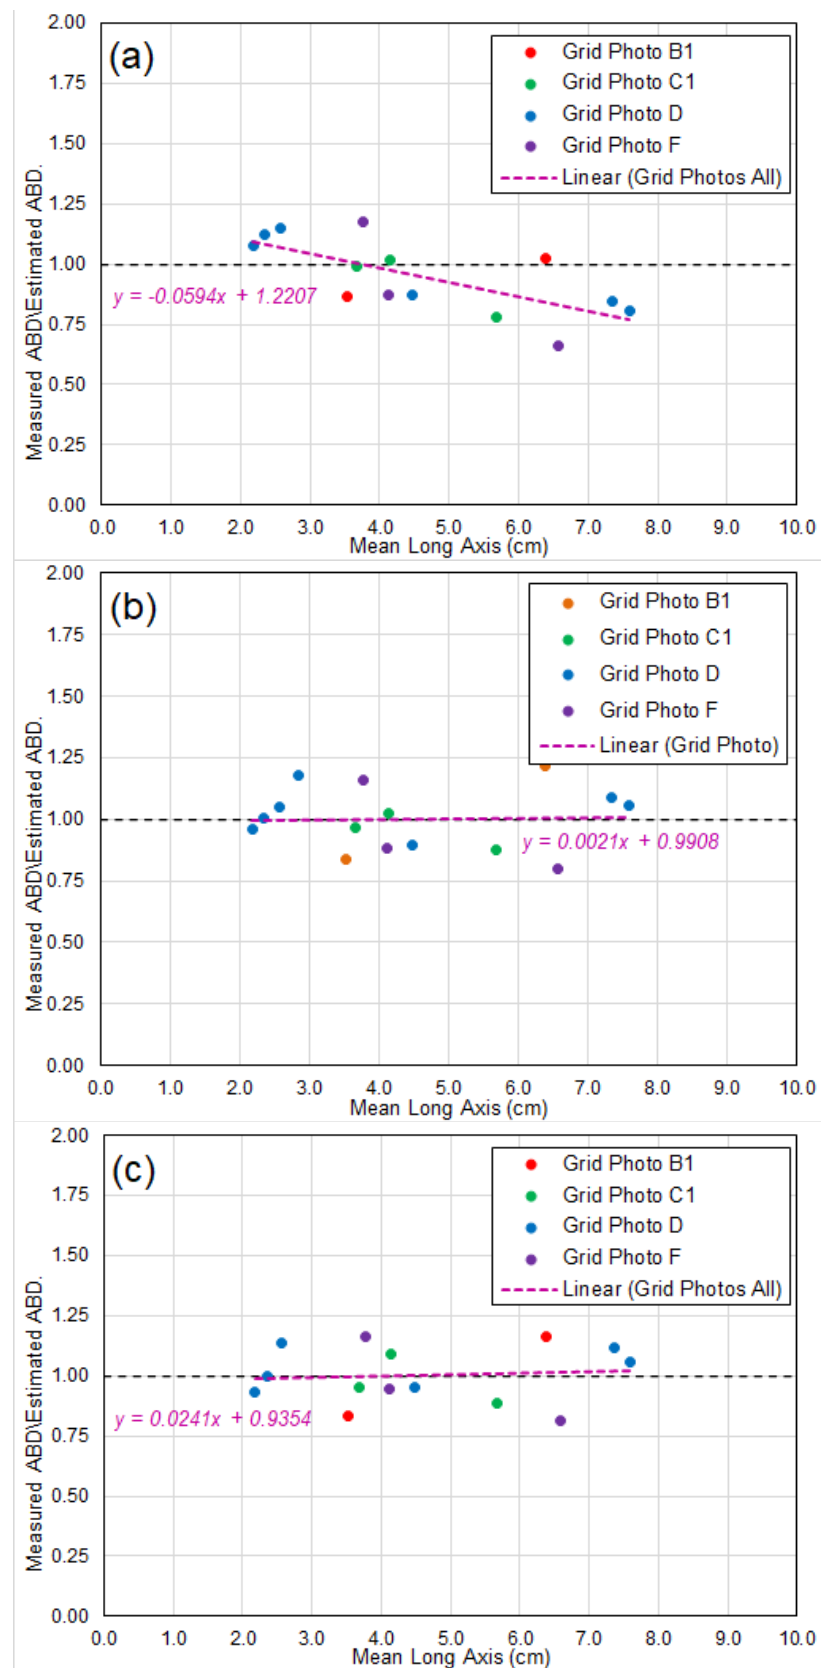 (a)
Grid Photo B1
Grid Photo C1
Grid Photo D
Grid Photo F
Linear (Grid Photos All)
2.00
1.75
1.50
1.25
1.00
0.75
0.50
0.25
0.00
Measured ABD\Estimated ABD.
y = -0.0594x + 1.2207
0.0 1.0 2.0 3.0 4.0 5.0 6.0 7.0 8.0 9.0 10.0
Mean Long Axis (cm)
(b)
Grid Photo B1
Grid Photo C1
Grid Photo D
Grid Photo F
Linear (Grid Photo)
2.00
1.75
1.50
1.25
1.00
0.75
0.50
0.25
0.00
Measured ABD\Estimated ABD.
y = 0.0021x + 0.9908
0.0 1.0 2.0 3.0 4.0 5.0 6.0 7.0 8.0 9.0 10.0
Mean Long Axis (cm)
(c)
Grid Photo B1
Grid Photo C1
Grid Photo D
Grid Photo F
Linear (Grid Photos All)
2.00
1.75
1.50
1.25
1.00
0.75
0.50
0.25
0.00
Measured ABD\Estimated ABD.
y = 0.0241x + 0.9354
0.0 1.0 2.0 3.0 4.0 5.0 6.0 7.0 8.0 9.0 10.0
Mean Long Axis (cm)